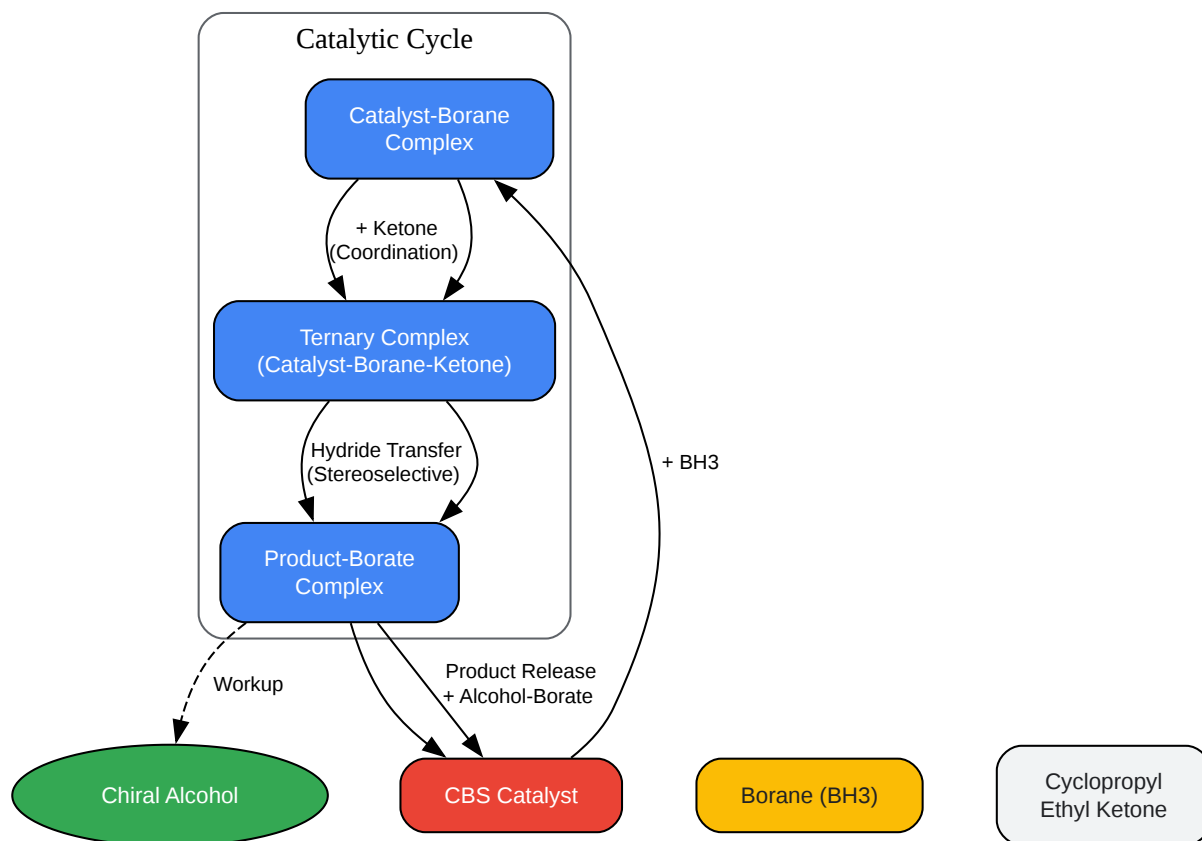 Catalytic Cycle
Catalyst-Borane
Complex
+ Ketone
(Coordination)
Ternary Complex
(Catalyst-Borane-Ketone)
Hydride Transfer
(Stereoselective)
+ BH3
Product-Borate
Complex
Workup
Product Release
+ Alcohol-Borate
Chiral Alcohol
CBS Catalyst
Borane (BH3)
Cyclopropyl
Ethyl Ketone